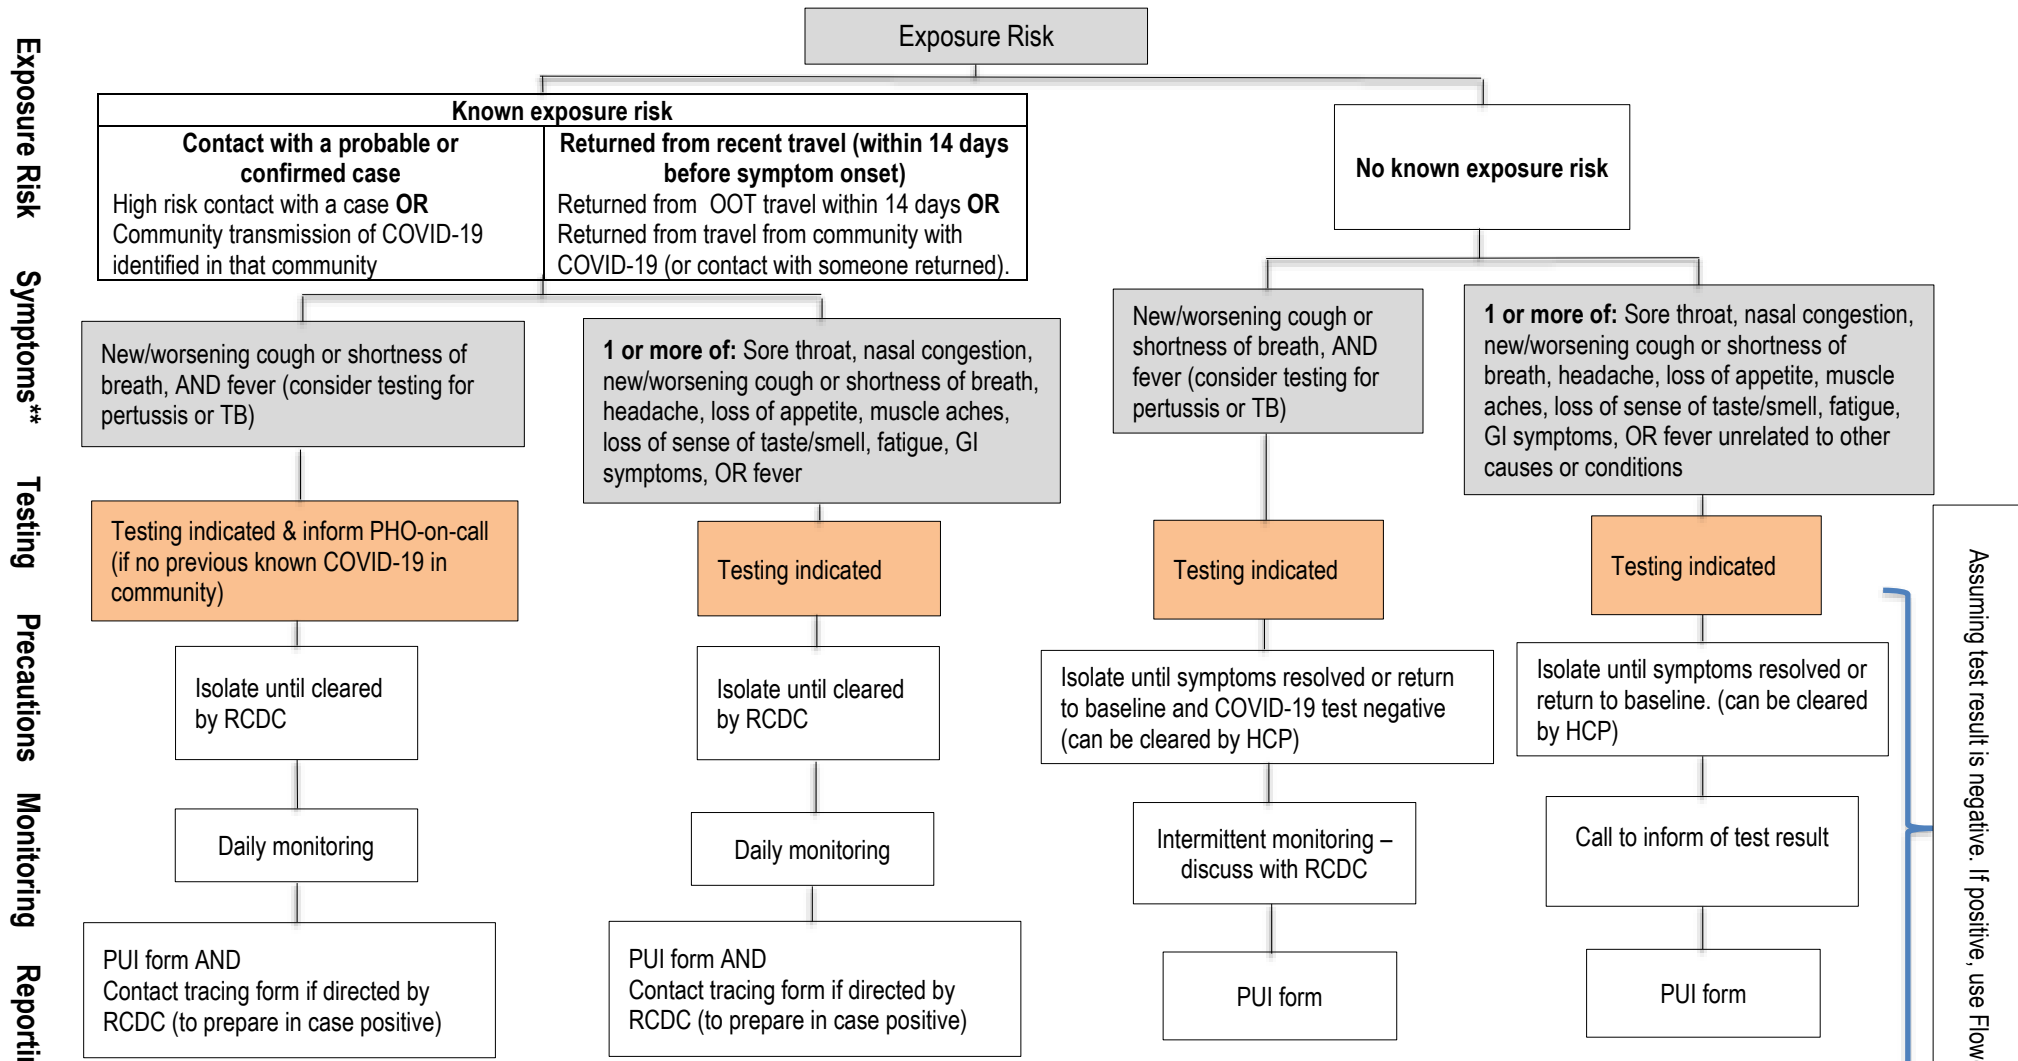 Exposure Risk
Exposure Risk
Known exposure risk
Contact with a probable or
confirmed case
High risk contact with a case OR
Community transmission of COVID-19
identified in that community
Returned from recent travel (within 14 days
before symptom onset)
Returned from OOT travel within 14 days OR
Returned from travel from community with
COVID-19 (or contact with someone returned).
No known exposure risk
Symptoms**
New/worsening cough or shortness of
breath, AND fever (consider testing for
pertussis or TB)
1 or more of: Sore throat, nasal congestion,
new/worsening cough or shortness of breath,
headache, loss of appetite, muscle aches,
loss of sense of taste/smell, fatigue, GI
symptoms, OR fever
New/worsening cough or
shortness of breath, AND
fever (consider testing for
pertussis or TB)
1 or more of: Sore throat, nasal congestion,
new/worsening cough or shortness of
breath, headache, loss of appetite, muscle
aches, loss of sense of taste/smell, fatigue,
GI symptoms, OR fever unrelated to other
causes or conditions
Testing
Testing indicated & inform PHO-on-call
(if no previous known COVID-19 in
community)
Testing indicated
Testing indicated
Testing indicated
Precautions
Isolate until cleared
by RCDC
Isolate until cleared
by RCDC
Isolate until symptoms resolved or return
to baseline and COVID-19 test negative
(can be cleared by HCP)
Isolate until symptoms resolved or
return to baseline. (can be cleared
by HCP)
Monitoring
Daily monitoring
Daily monitoring
Intermittent monitoring –
discuss with RCDC
Call to inform of test result
Reporti
PUI form AND
Contact tracing form if directed by
RCDC (to prepare in case positive)
PUI form AND
Contact tracing form if directed by
RCDC (to prepare in case positive)
PUI form
PUI form
Assuming test result is negative. If positive, use Flow